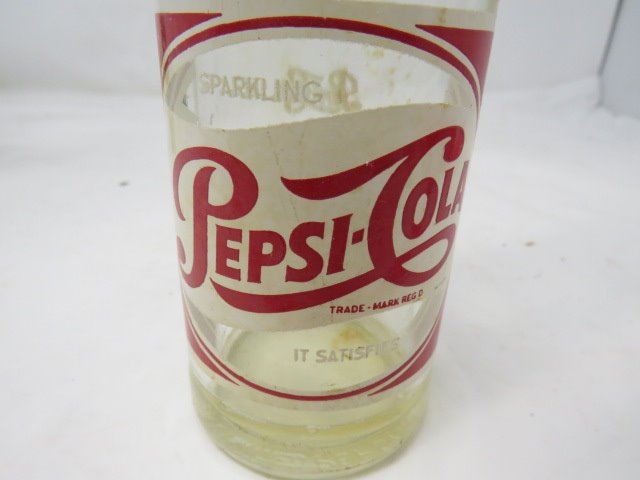 SPARKLING
PEPSI-COLA
TRADE-MARK REG'D
IT SATISFIES